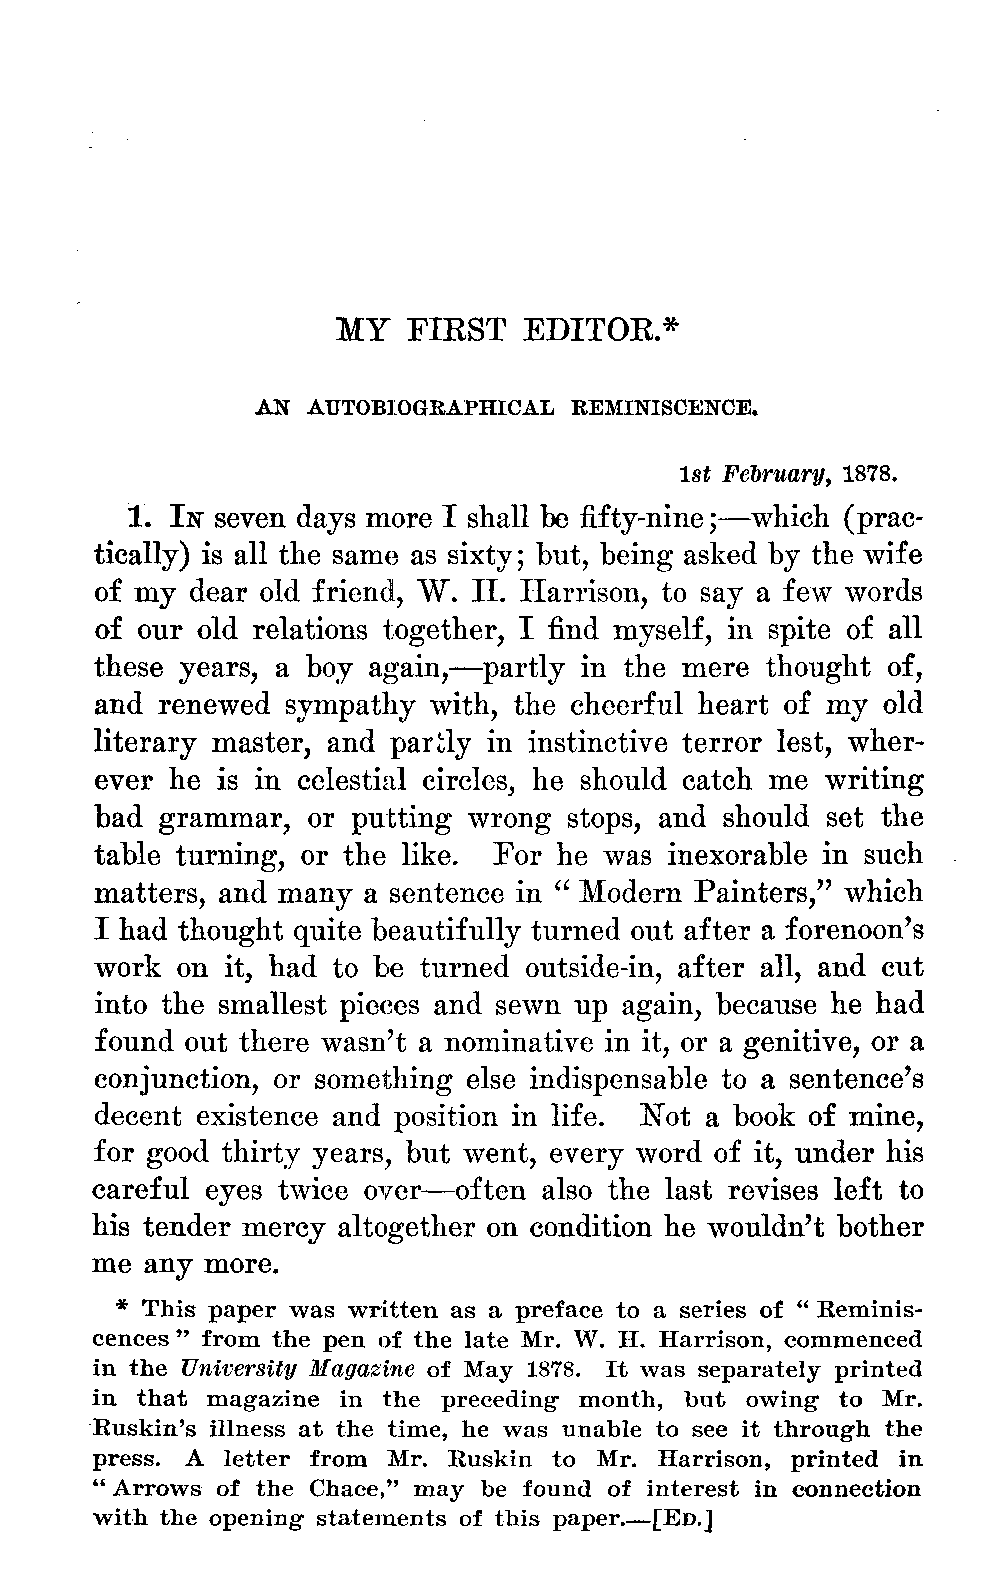 MY FIRST EDITOR.*
AN AUTOBIOGRAPHICAL REMINISCENCE.
1st February, 1878.
1. IN seven days more I shall be fifty-nine;—which (prac-
tically) is all the same as sixty; but, being asked by the wife
of my dear old friend, W. H. Harrison, to say a few words
of our old relations together, I find myself, in spite of all
these years, a boy again,—partly in the mere thought of,
and renewed sympathy with, the cheerful heart of my old
literary master, and partly in instinctive terror lest, wher-
ever he is in celestial circles, he should catch me writing
bad grammar, or putting wrong stops, and should set the
table turning, or the like. For he was inexorable in such
matters, and many a sentence in “ Modern Painters,” which
I had thought quite beautifully turned out after a forenoon’s
work on it, had to be turned outside-in, after all, and cut
into the smallest pieces and sewn up again, because he had
found out there wasn’t a nominative in it, or a genitive, or a
conjunction, or something else indispensable to a sentence’s
decent existence and position in life. Not a book of mine,
for good thirty years, but went, every word of it, under his
careful eyes twice over—often also the last revises left to
his tender mercy altogether on condition he wouldn’t bother
me any more.
* This paper was written as a preface to a series of “ Reminis-
cences ” from the pen of the late Mr. W. H. Harrison, commenced
in the University Magazine of May 1878. It was separately printed
in that magazine in the preceding month, but owing to Mr.
Ruskin’s illness at the time, he was unable to see it through the
press. A letter from Mr. Ruskin to Mr. Harrison, printed in
“ Arrows of the Chace,” may be found of interest in connection
with the opening statements of this paper.—[ED.]